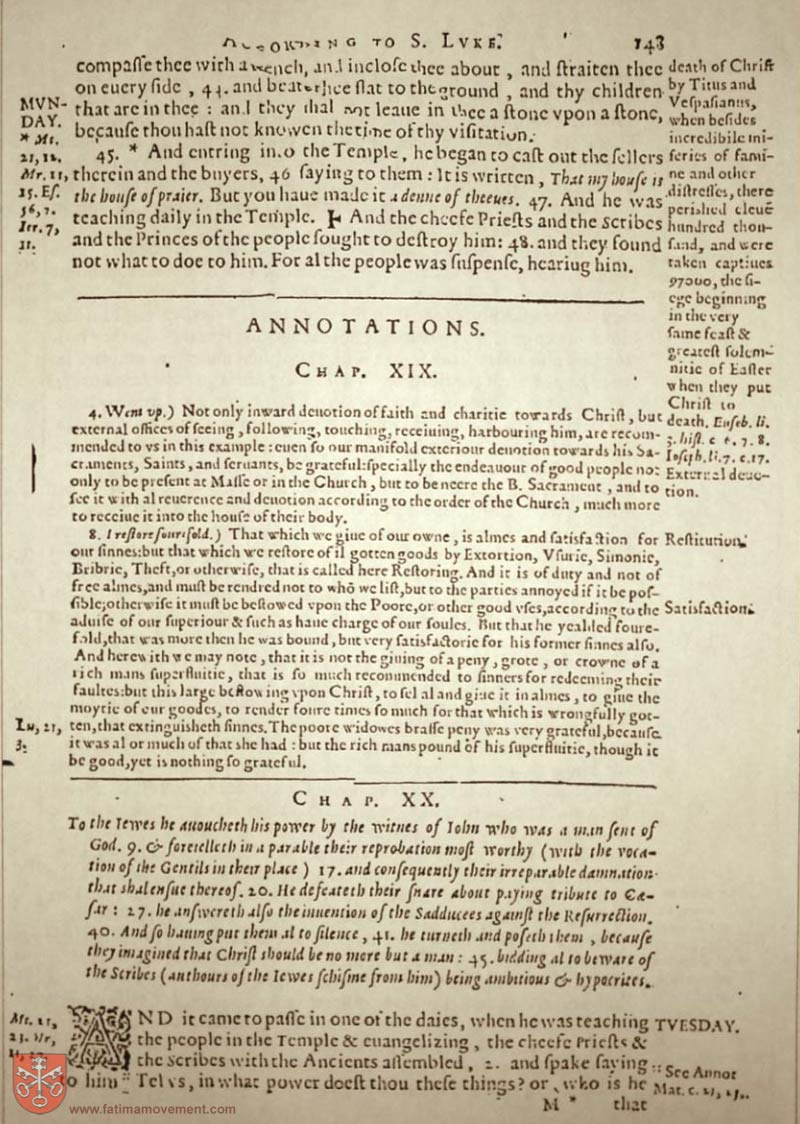 ACCORDING TO S. LVKE. 143
compaſſe thee with a trench, and incloſe thee about, and ſtraiten thee
on euery ſide, 44. and beate thee flat to the ground, and thy children
that are in thee: and they ſhal not leaue in thee a ſtone vpon a ſtone,
becauſe thou haſt not knowen the time of thy viſitation.
45. * And entring into the Temple, he began to caſt out the ſellers
therein and the buyers, 46 ſaying to them: It is written, That my houſe is
the houſe of praier. But you haue made it a denne of theeues. 47. And he was
teaching daily in the Temple. And the cheefe Prieſts and the Scribes
and the Princes of the people ſought to deſtroy him: 48. and they found
not what to doe to him. For al the people was ſuſpenſe, heariug him.
MVN-
DAY.
* Mt.
21, 12.
Mr. 11,
15. Eſ.
56, 7.
Ier. 7,
11.
death of Chriſt
by Titus and
Veſpaſianus,
when beſides
incredibile mi-
ſeries of fami-
ne and other
diſtreſſes, there
periſhed eleuē
hundred thou-
ſand, and were
taken captiues
97000, the ſi-
ege beginning
in the very
ſame feaſt &
greateſt ſolem-
nitie of Eaſter
when they put
Chriſt to
death. Euſeb. li.
3. hiſt. c 6. 7. 8.
Ioſeph. li. 7. c. 17.
External deuo-
tion.
ANNOTATIONS.
CHAP. XIX.
4. Went vp.) Not only inward deuotion of faith and charitie towards Chriſt, but
external offices of ſeeing, following, touching, receiuing, harbouring him, are recom-
mended to vs in this example: euen ſo our manifold exteriour deuotion towards his Sa-
craments, Saints, and ſeruants, be grateful: ſpecially the endeauour of good people not
only to be preſent at Maſſe or in the Church, but to be neere the B. Sacrament, and to
ſee it with al reuerence and deuotion according to the order of the Church, much more
to receiue it into the houſe of their body.
8. I reſtore fourefold.) That which we giue of our owne, is almes and ſatisfaction for
our ſinnes: but that which we reſtore of il gotten goods by Extortion, Vſurie, Simonie,
Bribrie, Theft, or otherwiſe, that is called here Reſtoring. And it is of duty and not of
free almes, and muſt be rendred not to whō we liſt, but to the parties annoyed if it be poſ-
ſible; otherwiſe it muſt be beſtowed vpon the Poore, or other good vſes, according to the
aduiſe of our ſuperiour & ſuch as haue charge of our ſoules. But that he yealded foure-
fold, that was more then he was bound, but very ſatisfactorie for his former ſinnes alſo.
And herewith we may note, that it is not the giuing of a peny, grote, or crowne of a
rich mans ſuperfluitie, that is ſo much recommended to ſinners for redeeming their
faultes: but this large beſtowing vpon Chriſt, to ſel al and giue it in almes, to giue the
moytie of our goodes, to render foure times ſo much for that which is wrongfully got-
ten, that extinguiſheth ſinnes. The poore widowes braſſe peny was very grateful, becauſe
it was al or much of that ſhe had: but the rich mans pound of his ſuperfluitie, though it
be good, yet is nothing ſo grateful.
Reſtitution.
Satisfaction.
Lu, 21,
3.
CHAP. XX.
To the Iewes he auoucheth his power by the witnes of Iohn who was a man ſent of
God. 9. & foretelleth in a parable their reprobation moſt worthy (with the voca-
tion of the Gentils in their place) 17. and conſequently their irreparable damnation
that shal enſue thereof. 20. He defeateth their ſnare about paying tribute to Cæ-
ſar: 27. he anſwereth alſo the inuention of the Sadducees againſt the Reſurrection.
40. And ſo hauing put them al to ſilence, 41. he turneth and poſeth them, becauſe
they imagined that Chriſt should be no more but a man: 45. bidding al to beware of
the Scribes (authours of the Iewes ſchiſme from him) being ambitious & hypocrites.
AND it came to paſſe in one of the daies, when he was teaching
the people in the Temple & euangelizing, the cheefe Prieſts &
the Scribes with the Ancients aſſembled, 2. and ſpake ſaying
to him :: Tel vs, in what power doeſt thou theſe things? or, who is he
M * that
TVESDAY.
:: See Annot
Mat. c. 21,
www.fatimamovement.com